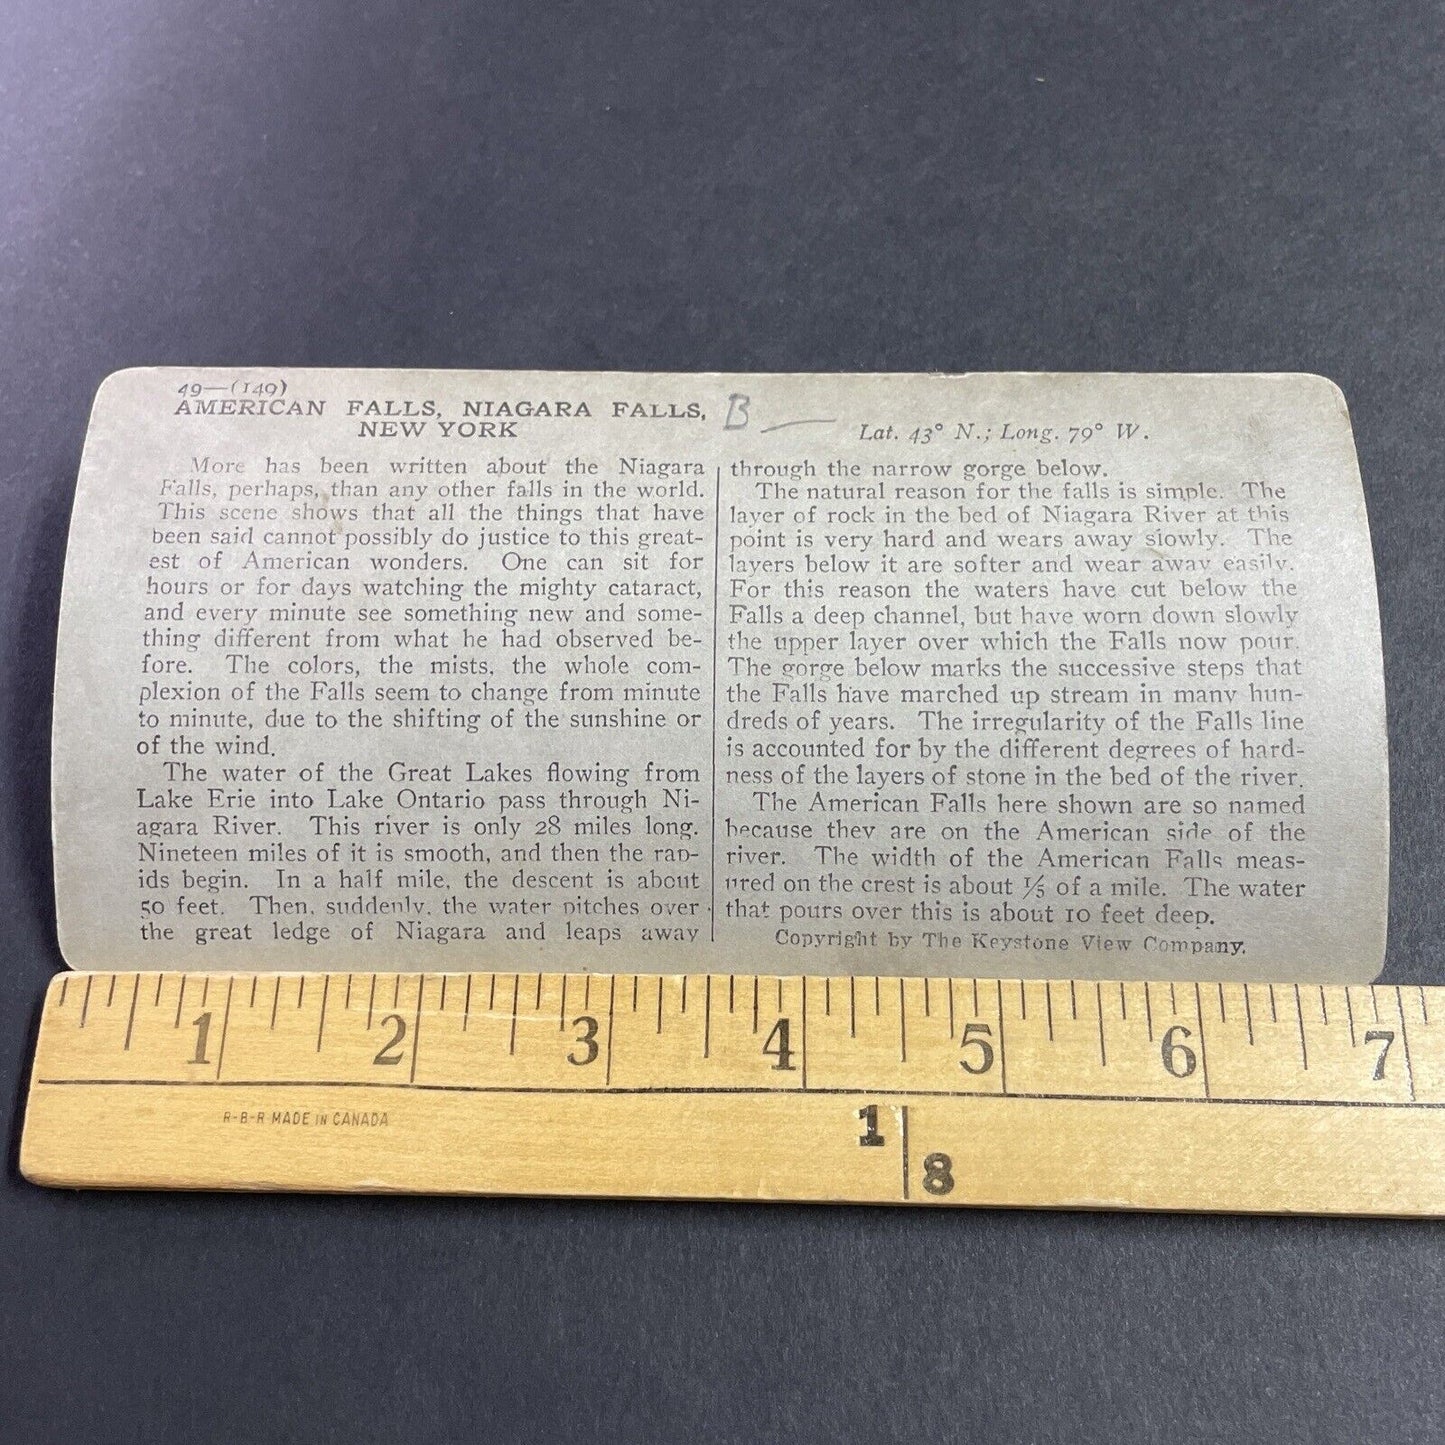 49—(149)
AMERICAN FALLS, NIAGARA FALLS,
NEW YORK
B —
Lat. 43° N.; Long. 79° W.
More has been written about the Niagara
Falls, perhaps, than any other falls in the world.
This scene shows that all the things that have
been said cannot possibly do justice to this great-
est of American wonders. One can sit for
hours or for days watching the mighty cataract,
and every minute see something new and some-
thing different from what he had observed be-
fore. The colors, the mists, the whole com-
plexion of the Falls seem to change from minute
to minute, due to the shifting of the sunshine or
of the wind.
The water of the Great Lakes flowing from
Lake Erie into Lake Ontario pass through Ni-
agara River. This river is only 28 miles long.
Nineteen miles of it is smooth, and then the rap-
ids begin. In a half mile, the descent is about
50 feet. Then, suddenly, the water pitches over
the great ledge of Niagara and leaps away
through the narrow gorge below.
The natural reason for the falls is simple. The
layer of rock in the bed of Niagara River at this
point is very hard and wears away slowly. The
layers below it are softer and wear away easily.
For this reason the waters have cut below the
Falls a deep channel, but have worn down slowly
the upper layer over which the Falls now pour.
The gorge below marks the successive steps that
the Falls have marched up stream in many hun-
dreds of years. The irregularity of the Falls line
is accounted for by the different degrees of hard-
ness of the layers of stone in the bed of the river.
The American Falls here shown are so named
because they are on the American side of the
river. The width of the American Falls meas-
ured on the crest is about 1/5 of a mile. The water
that pours over this is about 10 feet deep.
Copyright by The Keystone View Company.
1 2 3 4 5 6 7
R-B-R MADE IN CANADA
1
8